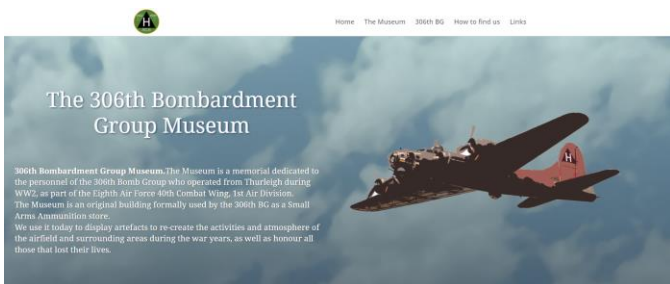 H
Home The Museum 306th BG How to find us Links
The 306th Bombardment
Group Museum
306th Bombardment Group Museum.The Museum is a memorial dedicated to
the personnel of the 306th Bomb Group who operated from Thurleigh during
WW2, as part of the Eighth Air Force 40th Combat Wing, 1st Air Division.
The Museum is an original building formally used by the 306th BG as a Small
Arms Ammunition store.
We use it today to display artefacts to re-create the activities and atmosphere of
the airfield and surrounding areas during the war years, as well as honour all
those that lost their lives.
H